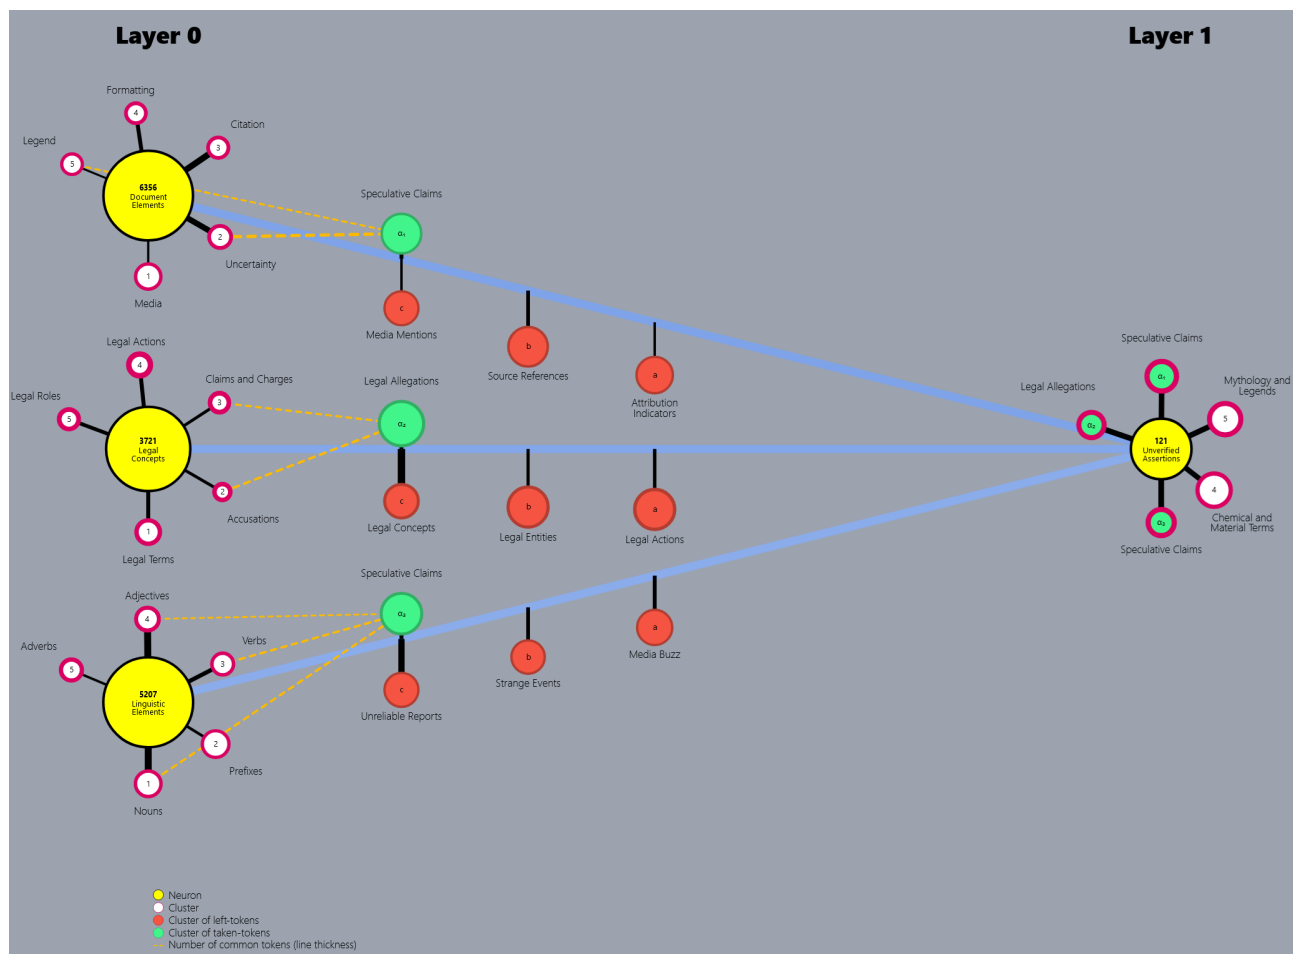 Layer 0
Layer 1
Formatting
4
Citation
3
Legend
5
6356
Document
Elements
2
Uncertainty
1
Media
Speculative Claims
α₁
c
Media Mentions
b
Source References
a
Attribution
Indicators
Legal Actions
4
Claims and Charges
3
Legal Roles
5
3721
Legal
Concepts
2
Accusations
1
Legal Terms
Legal Allegations
α₂
c
Legal Concepts
b
Legal Entities
a
Legal Actions
Adjectives
4
Verbs
3
Adverbs
5
5207
Linguistic
Elements
2
Prefixes
1
Nouns
Speculative Claims
α₃
c
Unreliable Reports
b
Strange Events
a
Media Buzz
Speculative Claims
α₁
Legal Allegations
α₂
Mythology and
Legends
5
121
Unverified
Assertions
4
Chemical and
Material Terms
α₃
Speculative Claims
Neuron
Cluster
Cluster of left-tokens
Cluster of taken-tokens
Number of common tokens (line thickness)